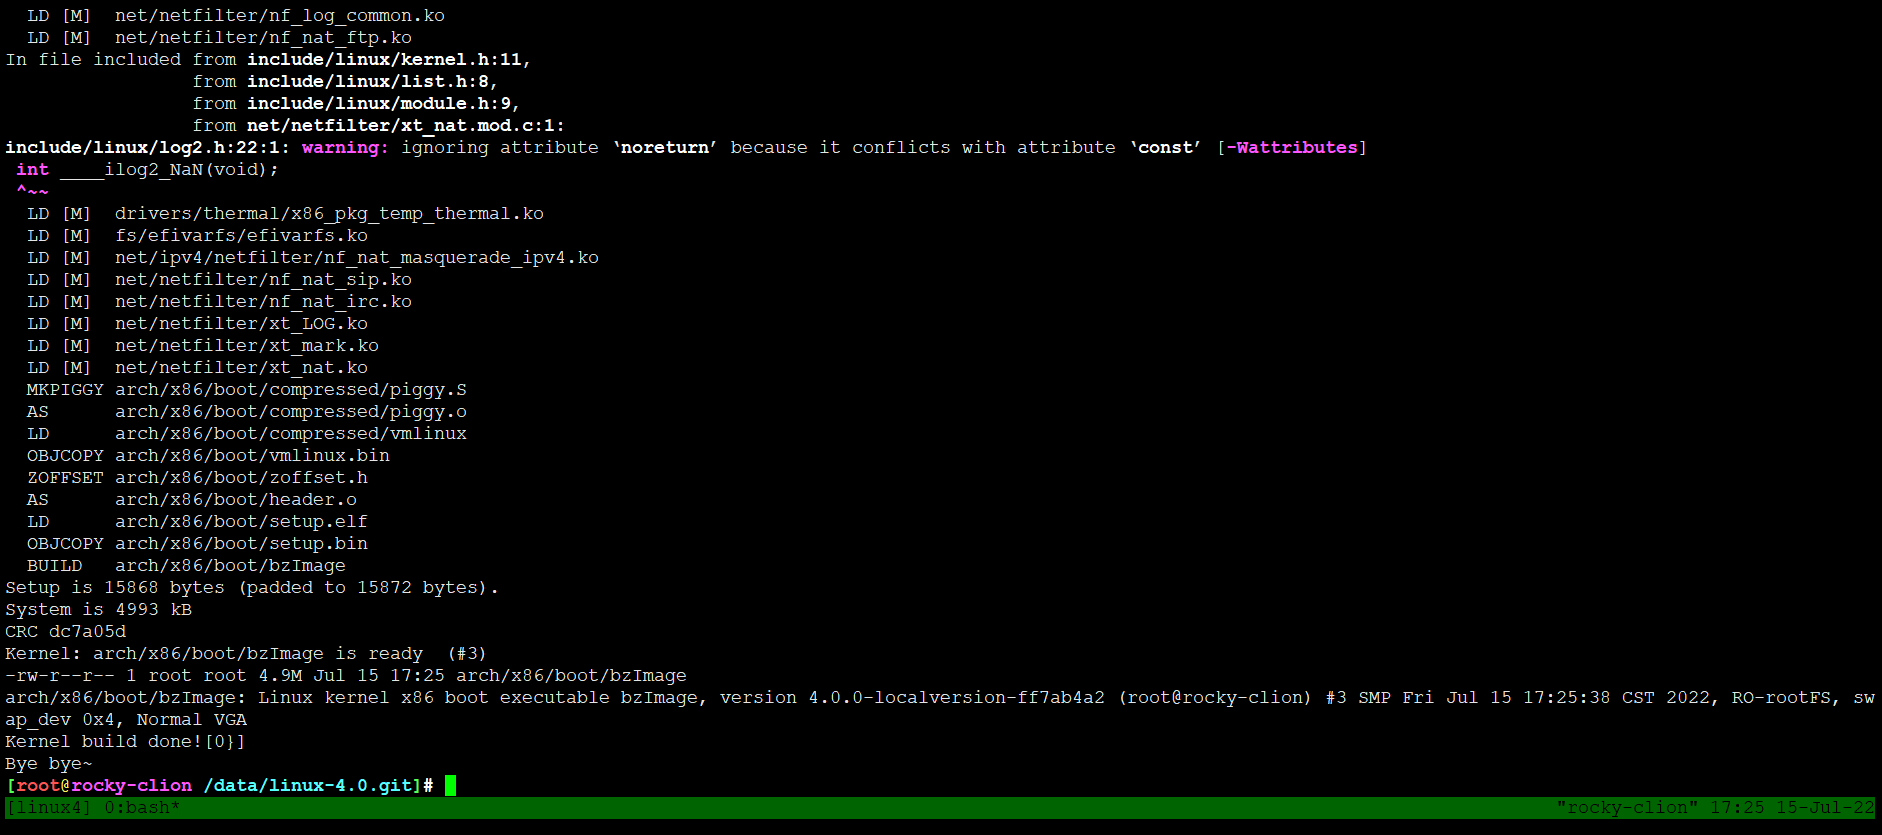 LD [M]  net/netfilter/nf_log_common.ko
LD [M]  net/netfilter/nf_nat_ftp.ko
In file included from include/linux/kernel.h:11,
                 from include/linux/list.h:8,
                 from include/linux/module.h:9,
                 from net/netfilter/xt_nat.mod.c:1:
include/linux/log2.h:22:1: warning: ignoring attribute ‘noreturn’ because it conflicts with attribute ‘const’ [-Wattributes]
 int ____ilog2_NaN(void);
 ^~~
  LD [M]  drivers/thermal/x86_pkg_temp_thermal.ko
  LD [M]  fs/efivarfs/efivarfs.ko
  LD [M]  net/ipv4/netfilter/nf_nat_masquerade_ipv4.ko
  LD [M]  net/netfilter/nf_nat_sip.ko
  LD [M]  net/netfilter/nf_nat_irc.ko
  LD [M]  net/netfilter/xt_LOG.ko
  LD [M]  net/netfilter/xt_mark.ko
  LD [M]  net/netfilter/xt_nat.ko
  MKPIGGY arch/x86/boot/compressed/piggy.S
  AS      arch/x86/boot/compressed/piggy.o
  LD      arch/x86/boot/compressed/vmlinux
  OBJCOPY arch/x86/boot/vmlinux.bin
  ZOFFSET arch/x86/boot/zoffset.h
  AS      arch/x86/boot/header.o
  LD      arch/x86/boot/setup.elf
  OBJCOPY arch/x86/boot/setup.bin
  BUILD   arch/x86/boot/bzImage
Setup is 15868 bytes (padded to 15872 bytes).
System is 4993 kB
CRC dc7a05d
Kernel: arch/x86/boot/bzImage is ready  (#3)
-rw-r--r-- 1 root root 4.9M Jul 15 17:25 arch/x86/boot/bzImage
arch/x86/boot/bzImage: Linux kernel x86 boot executable bzImage, version 4.0.0-localversion-ff7ab4a2 (root@rocky-clion) #3 SMP Fri Jul 15 17:25:38 CST 2022, RO-rootFS, sw
ap_dev 0x4, Normal VGA
Kernel build done![0}]
Bye bye~
[root@rocky-clion /data/linux-4.0.git]#
[linux4] 0:bash* "rocky-clion" 17:25 15-Jul-22